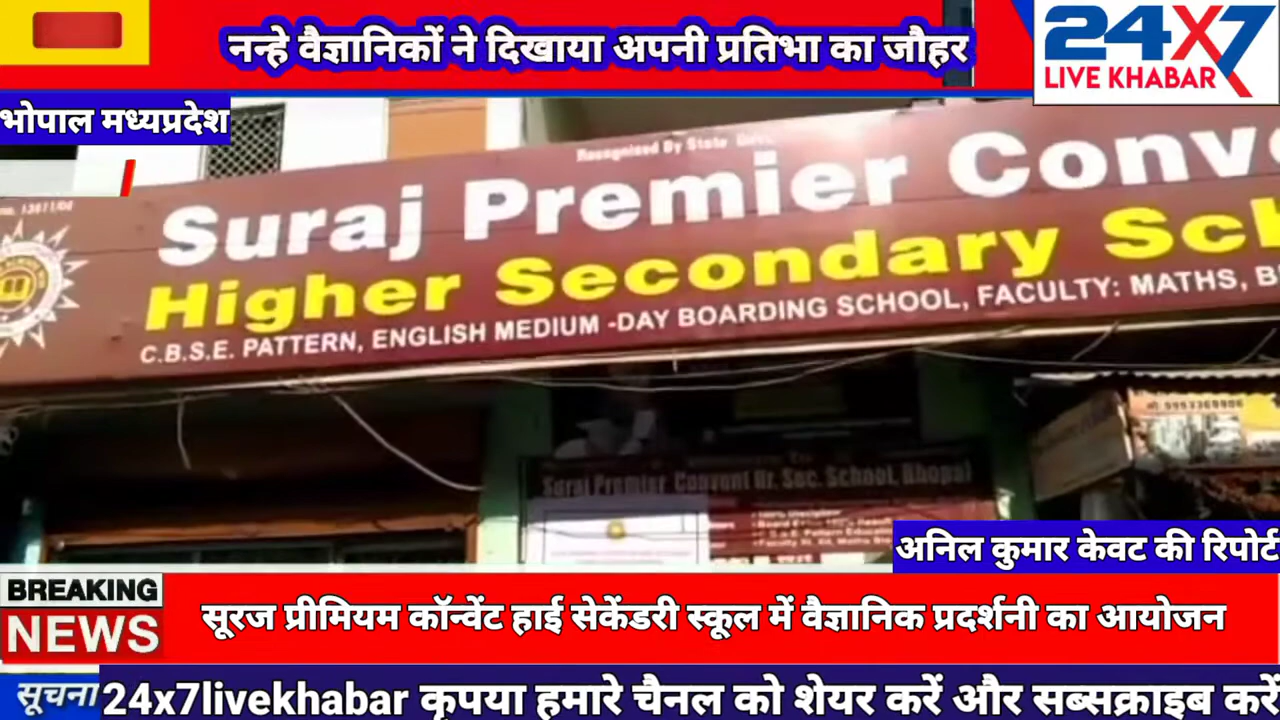 नन्हे वैज्ञानिकों ने दिखाया अपनी प्रतिभा का जौहर
24X7
LIVE KHABAR
भोपाल मध्यप्रदेश
Recognised By State
Suraj Premier Conv
Higher Secondary Sch
C.B.S.E. PATTERN, ENGLISH MEDIUM -DAY BOARDING SCHOOL, FACULTY: MATHS, B
Suraj Premier Convent Hr. Sec. School, Bhopal
अनिल कुमार केवट की रिपोर्ट
BREAKING
NEWS
सूरज प्रीमियम कॉन्वेंट हाई सेकेंडरी स्कूल में वैज्ञानिक प्रदर्शनी का आयोजन
सूचना
24x7livekhabar कृपया हमारे चैनल को शेयर करें और सब्सक्राइब करें